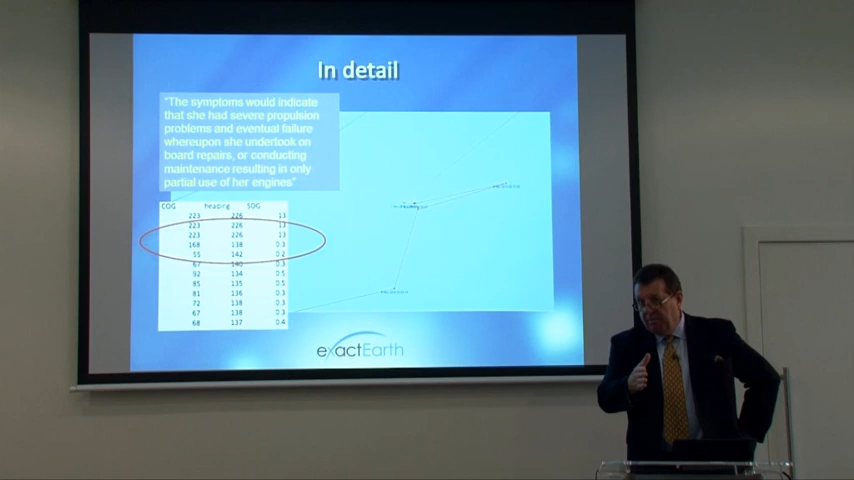 In detail
"The symptoms would indicate
that she had severe propulsion
problems and eventual failure
whereupon she undertook on
board repairs, or conducting
maintenance resulting in only
partial use of her engines"
COG heading SOG
223 226 13
223 226 13
223 226 13
168 138 0.3
55 142 0.2
67 140 0.3
92 134 0.5
85 135 0.5
81 136 0.3
72 138 0.3
67 138 0.3
68 137 0.4
exactEarth